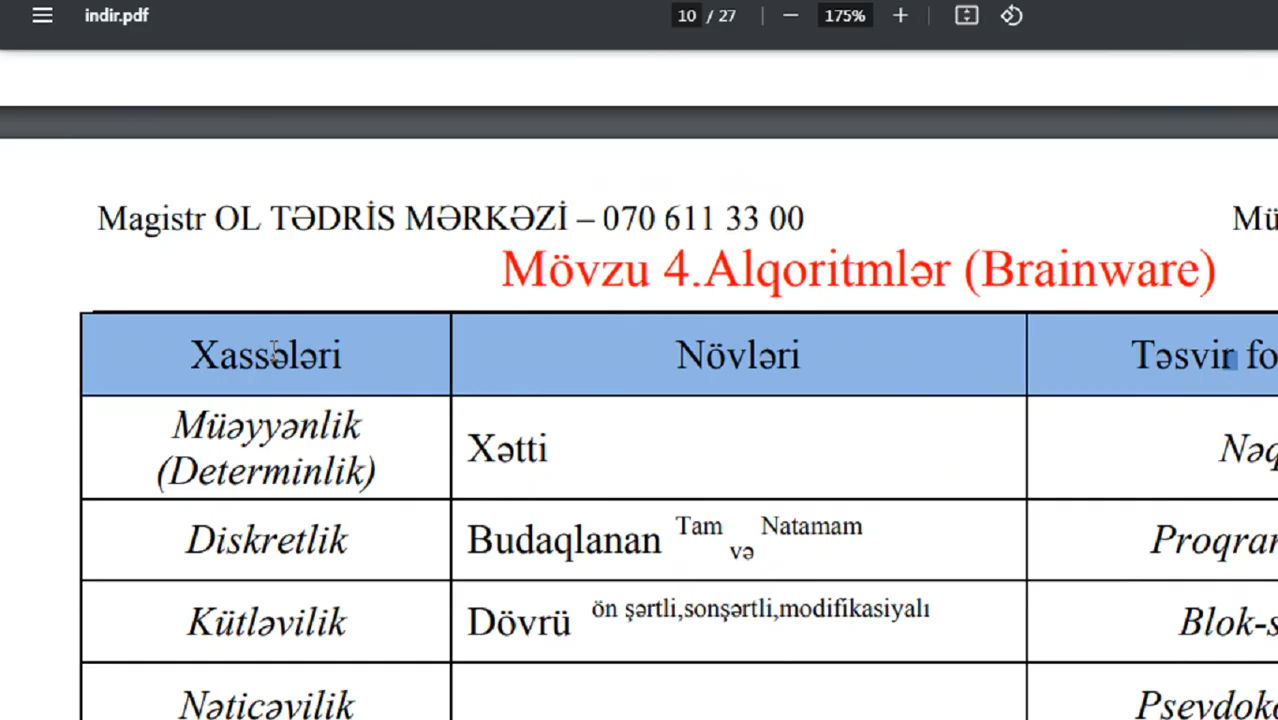 indir.pdf 10 / 27 175%
Magistr OL TƏDRİS MƏRKƏZİ – 070 611 33 00
Mövzu 4.Alqoritmlər (Brainware)
Xassələri Növləri Təsvir
Müəyyənlik
(Determinlik)
Xətti
Diskretlik Budaqlanan Tam və Natamam
Kütləvilik Dövrü ön şərtli,sonşərtli,modifikasiyalı
Nəticəvilik